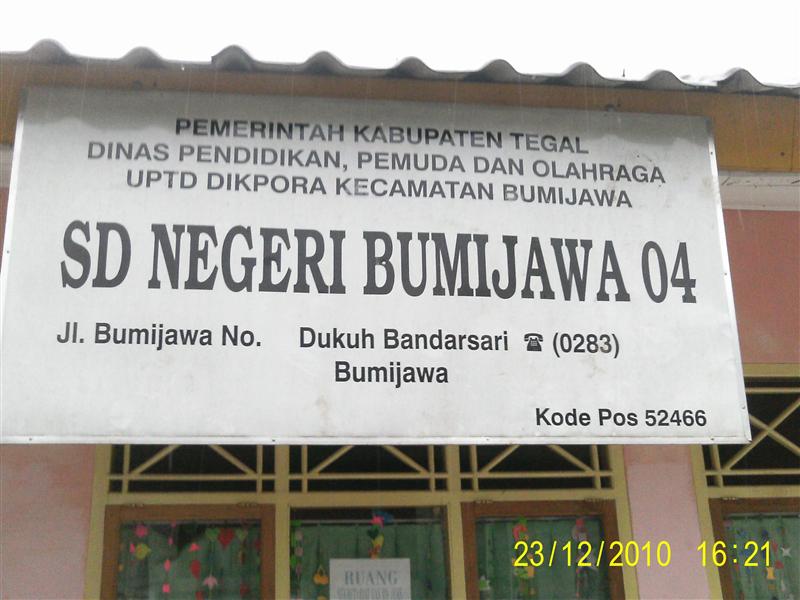 PEMERINTAH KABUPATEN TEGAL
DINAS PENDIDIKAN, PEMUDA DAN OLAHRAGA
UPTD DIKPORA KECAMATAN BUMIJAWA
SD NEGERI BUMIJAWA 04
Jl. Bumijawa No. Dukuh Bandarsari ☎ (0283)
Bumijawa
Kode Pos 52466
RUANG
23/12/2010 16:21